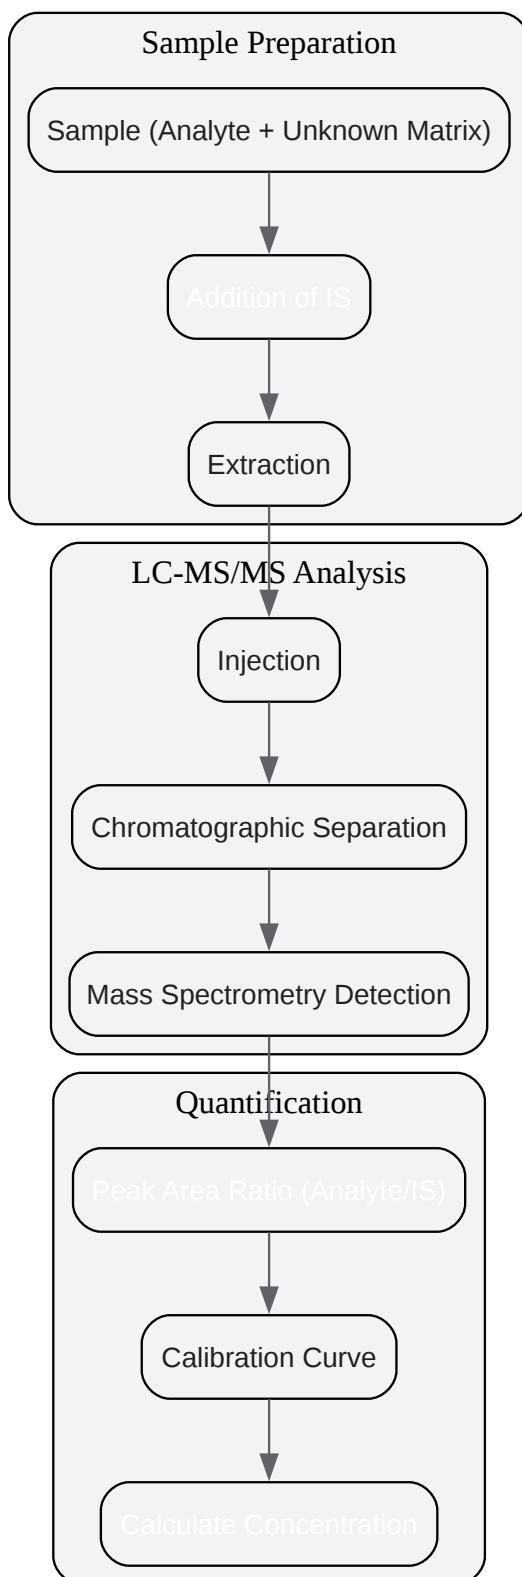 Sample Preparation
Sample (Analyte + Unknown Matrix)
Addition of IS
Extraction
LC-MS/MS Analysis
Injection
Chromatographic Separation
Mass Spectrometry Detection
Quantification
Peak Area Ratio (Analyte/IS)
Calibration Curve
Calculate Concentration